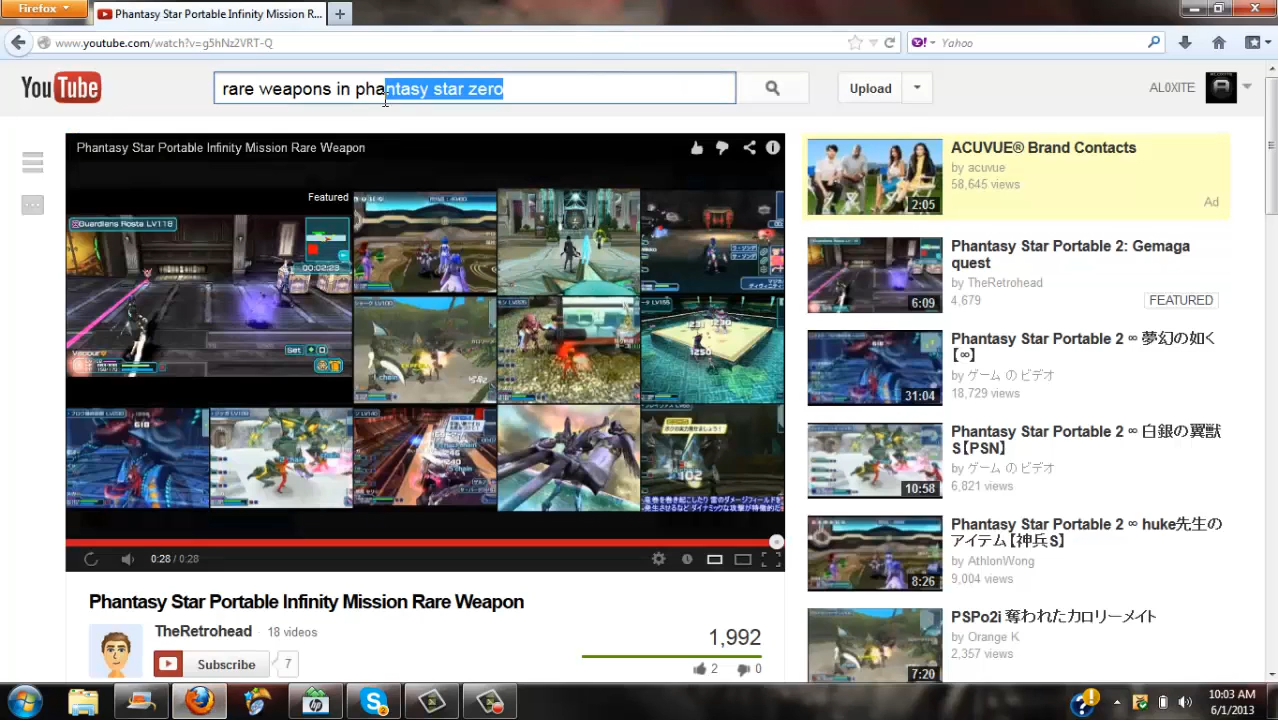 Firefox
Phantasy Star Portable Infinity Mission R...
www.youtube.com/watch?v=g5hNz2VRT-Q
Yahoo
YouTube
rare weapons in phantasy star zero
Upload
AL0XITE
Phantasy Star Portable Infinity Mission Rare Weapon
Featured
Guardians Rosta LV118
00:02:23
Set
0:28 / 0:28
Phantasy Star Portable Infinity Mission Rare Weapon
TheRetrohead · 18 videos
Subscribe 7
1,992
2 0
ACUVUE® Brand Contacts
by acuvue
58,645 views
Ad
2:05
Phantasy Star Portable 2: Gemaga
quest
by TheRetrohead
4,679
FEATURED
6:09
Phantasy Star Portable 2 ∞ 夢幻の如く
【∞】
by ゲーム の ビデオ
18,729 views
31:04
Phantasy Star Portable 2 ∞ 白銀の翼獣
S【PSN】
by ゲーム の ビデオ
6,821 views
10:58
Phantasy Star Portable 2 ∞ huke先生の
アイテム【神兵S】
by AthlonWong
9,004 views
8:26
PSPo2i 奪われたカロリーメイト
by Orange K
2,357 views
7:20
10:03 AM
6/1/2013